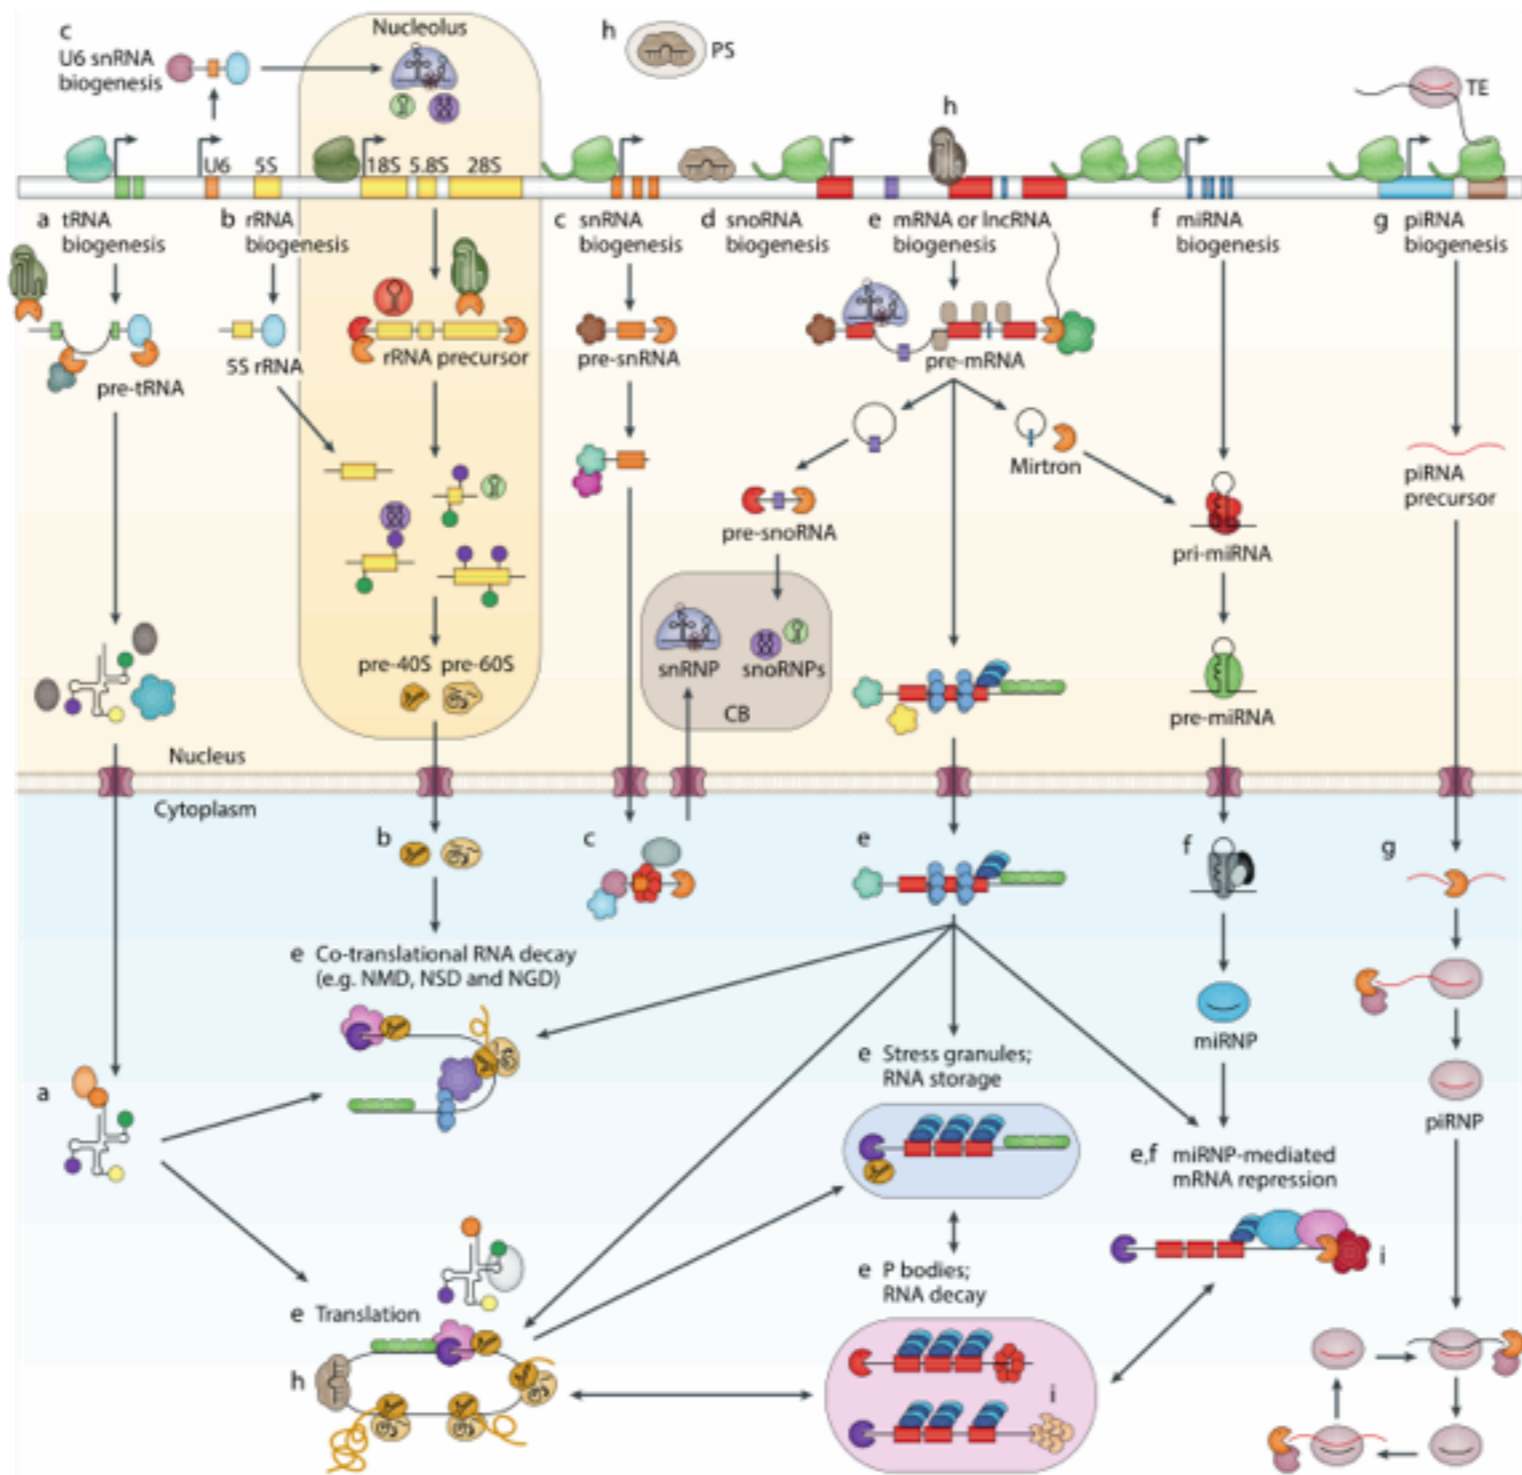 c
U6 snRNA
biogenesis
Nucleolus
h
PS
TE
h
U6
5S
18S 5.8S 28S
a tRNA
biogenesis
b rRNA
biogenesis
c snRNA
biogenesis
d snoRNA
biogenesis
e mRNA or lncRNA
biogenesis
f miRNA
biogenesis
g piRNA
biogenesis
pre-tRNA
5S rRNA
rRNA precursor
pre-snRNA
pre-mRNA
Mirtron
piRNA
precursor
pre-snoRNA
pri-miRNA
pre-40S pre-60S
snRNP
snoRNPs
CB
pre-miRNA
Nucleus
Cytoplasm
b
c
e
f
g
e Co-translational RNA decay
(e.g. NMD, NSD and NGD)
miRNP
e Stress granules;
RNA storage
a
piRNP
e,f miRNP-mediated
mRNA repression
i
e P bodies;
RNA decay
e Translation
h
i